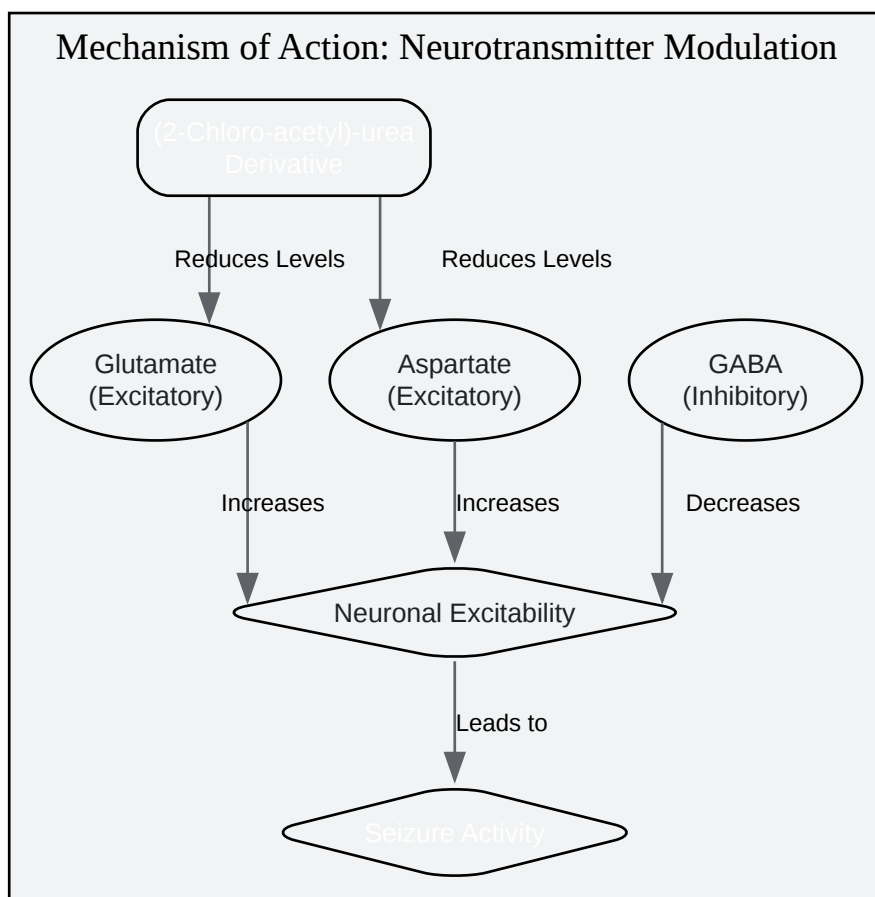 Mechanism of Action: Neurotransmitter Modulation
(2-Chloro-acetyl)-urea
Derivative
Reduces Levels
Reduces Levels
Glutamate
(Excitatory)
Aspartate
(Excitatory)
GABA
(Inhibitory)
Increases
Increases
Decreases
Neuronal Excitability
Leads to
Seizure Activity